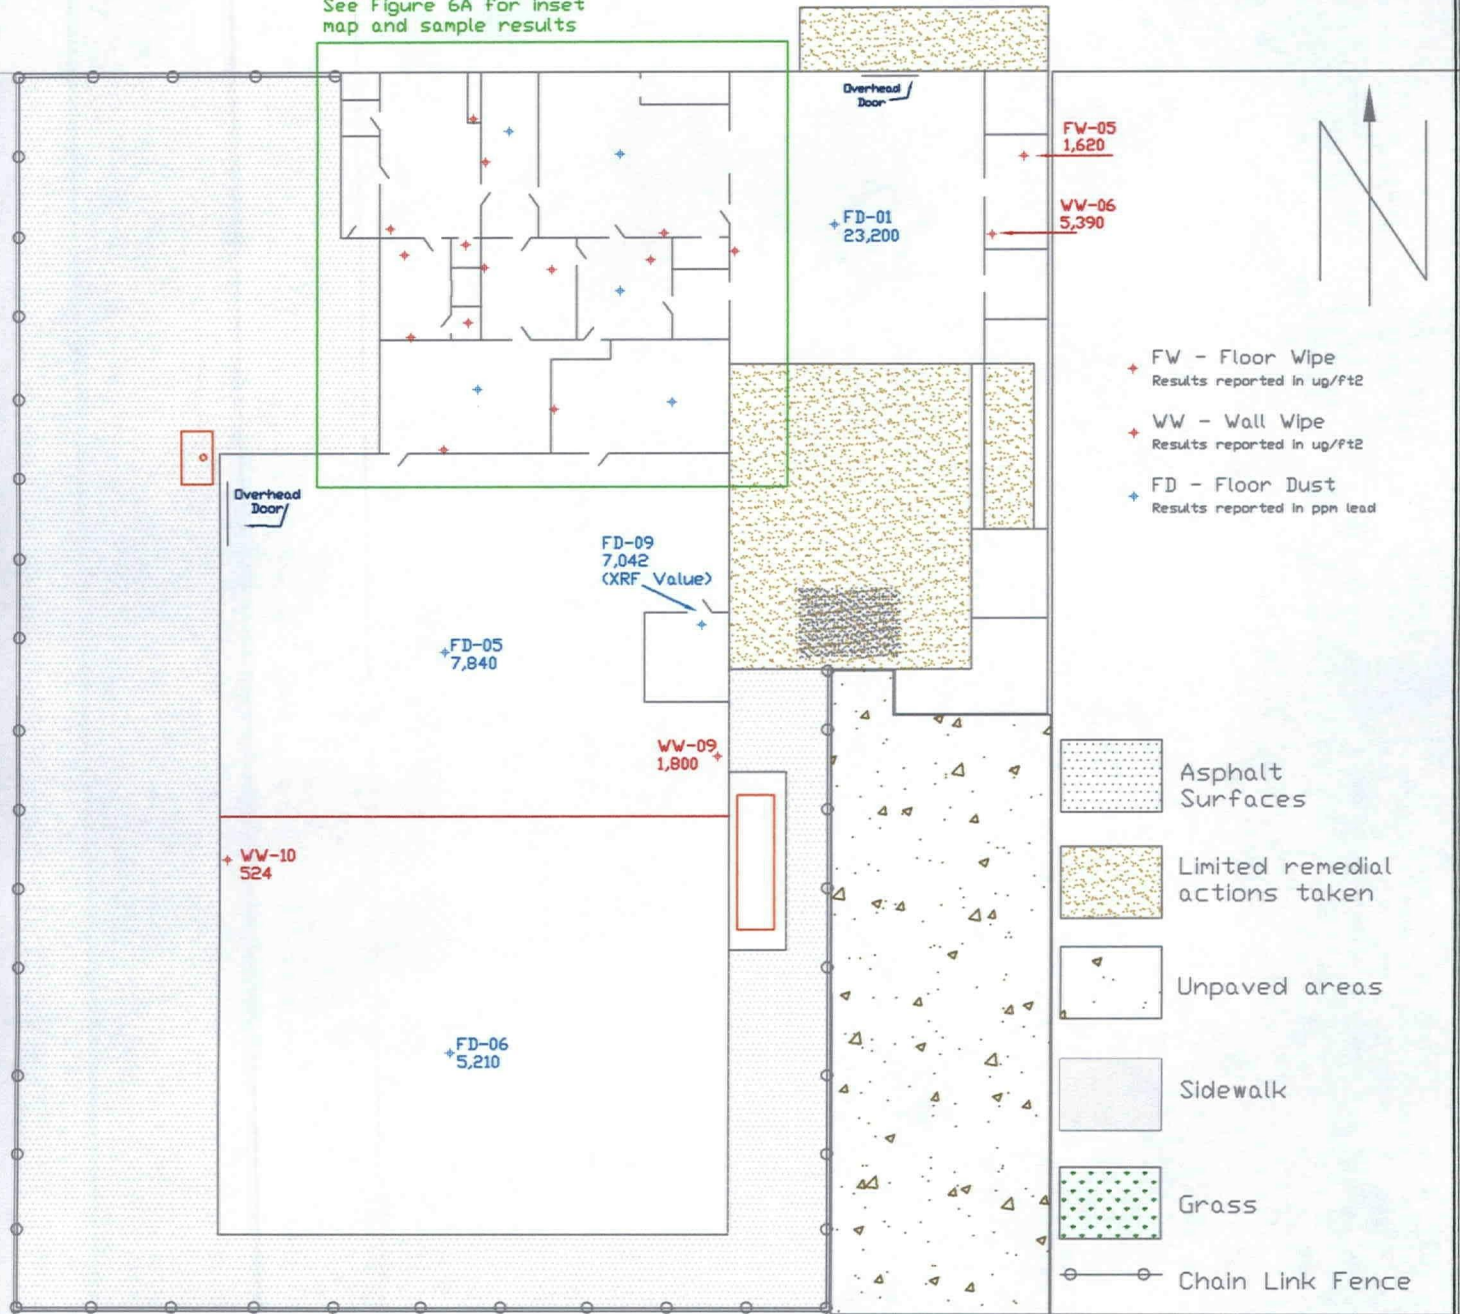 See Figure 6A for inset
map and sample results
Overhead
Door
FW-05
1,620
WW-06
5,390
FD-01
23,200
FW - Floor Wipe
Results reported in ug/ft2
WW - Wall Wipe
Results reported in ug/ft2
FD - Floor Dust
Results reported in ppm lead
Overhead
Door
FD-09
7,042
(XRF Value)
FD-05
7,840
WW-09
1,800
WW-10
524
FD-06
5,210
Asphalt
Surfaces
Limited remedial
actions taken
Unpaved areas
Sidewalk
Grass
Chain Link Fence